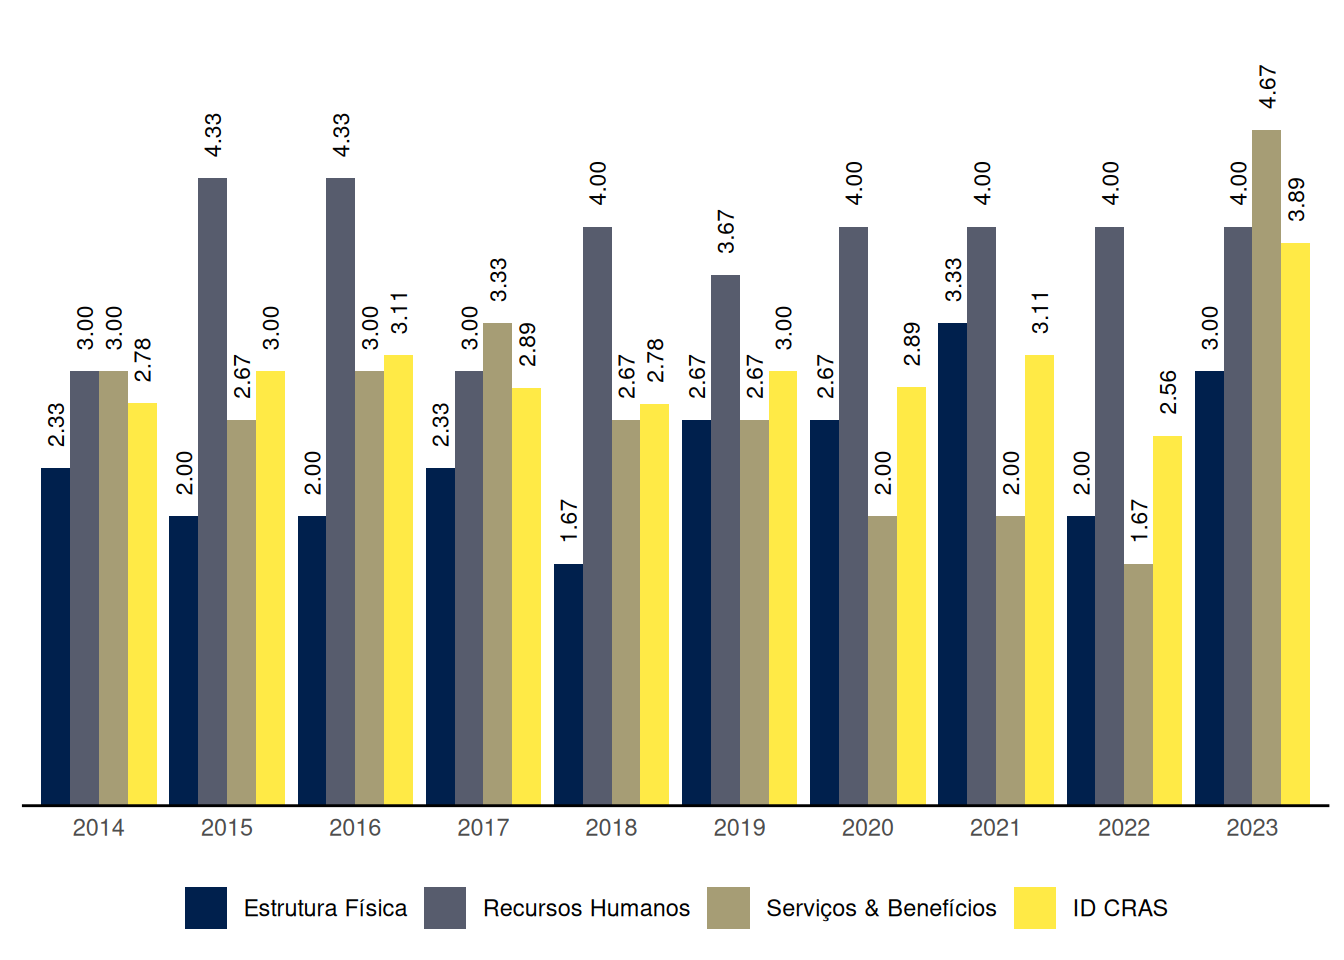 2.33 3.00 3.00 2.78
2.00 4.33 2.67 3.00
2.00 4.33 3.00 3.11
2.33 3.00 3.33 2.89
1.67 4.00 2.67 2.78
2.67 3.67 2.67 3.00
2.67 4.00 2.00 2.89
3.33 4.00 2.00 3.11
2.00 4.00 1.67 2.56
3.00 4.00 4.67 3.89
2014 2015 2016 2017 2018 2019 2020 2021 2022 2023
Estrutura Física Recursos Humanos Serviços & Benefícios ID CRAS